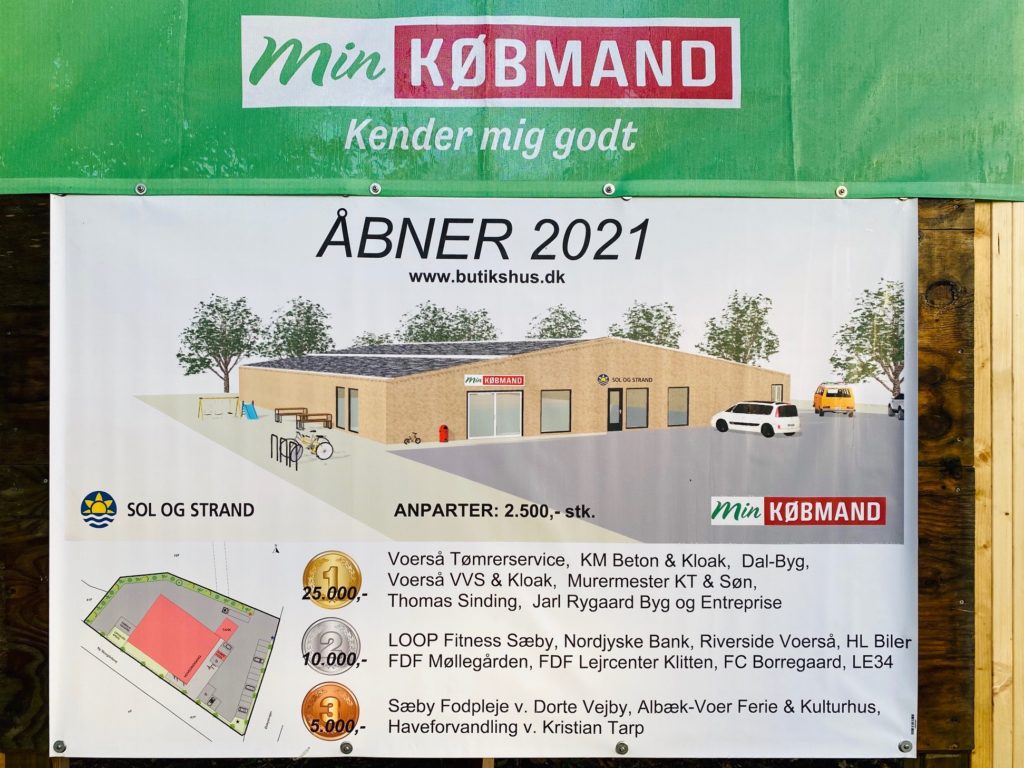 Min KØBMAND
Kender mig godt
ÅBNER 2021
www.butikshus.dk
Min KØBMAND
SOL OG STRAND
SOL OG STRAND
ANPARTER: 2.500,- stk.
Min KØBMAND
1
25.000,-
Voerså Tømrerservice, KM Beton & Kloak, Dal-Byg,
Voerså VVS & Kloak, Murermester KT & Søn,
Thomas Sinding, Jarl Rygaard Byg og Entreprise
2
10.000,-
LOOP Fitness Sæby, Nordjyske Bank, Riverside Voerså, HL Biler
FDF Møllegården, FDF Lejrcenter Klitten, FC Borregaard, LE34
3
5.000,-
Sæby Fodpleje v. Dorte Vejby, Albæk-Voer Ferie & Kulturhus,
Haveforvandling v. Kristian Tarp